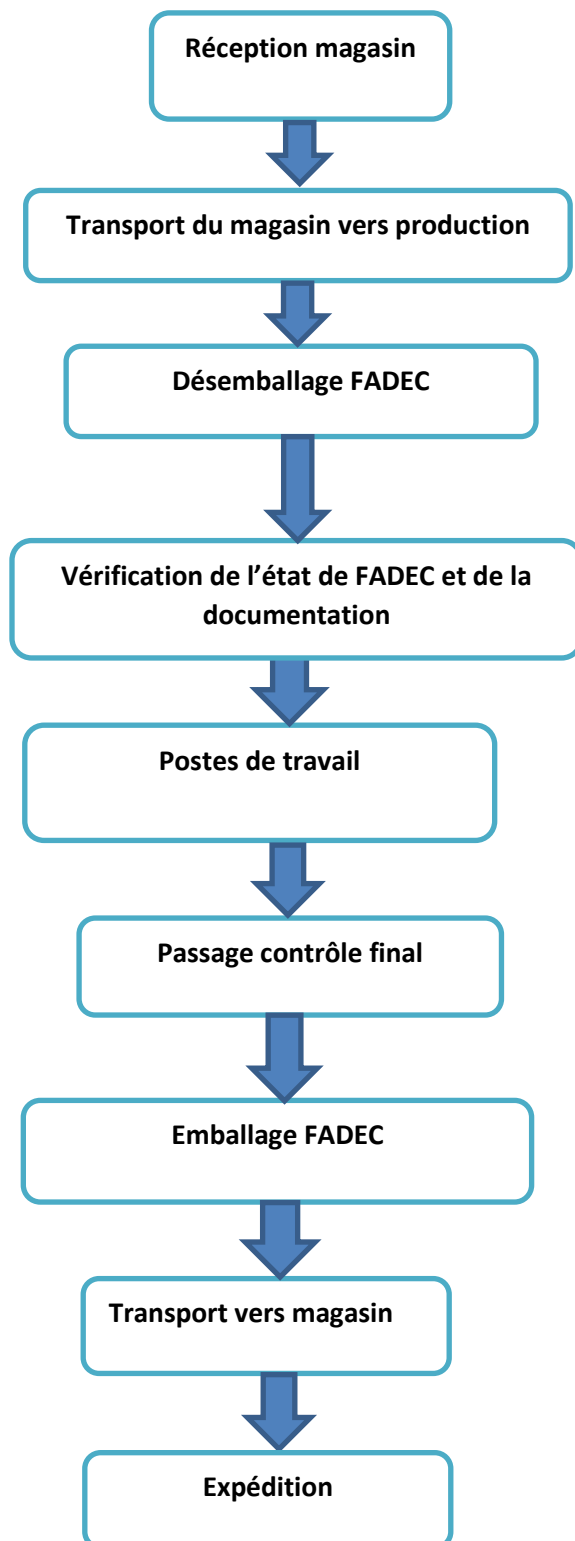 Réception magasin
Transport du magasin vers production
Désemballage FADEC
Vérification de l'état de FADEC et de la
documentation
Postes de travail
Passage contrôle final
Emballage FADEC
Transport vers magasin
Expédition